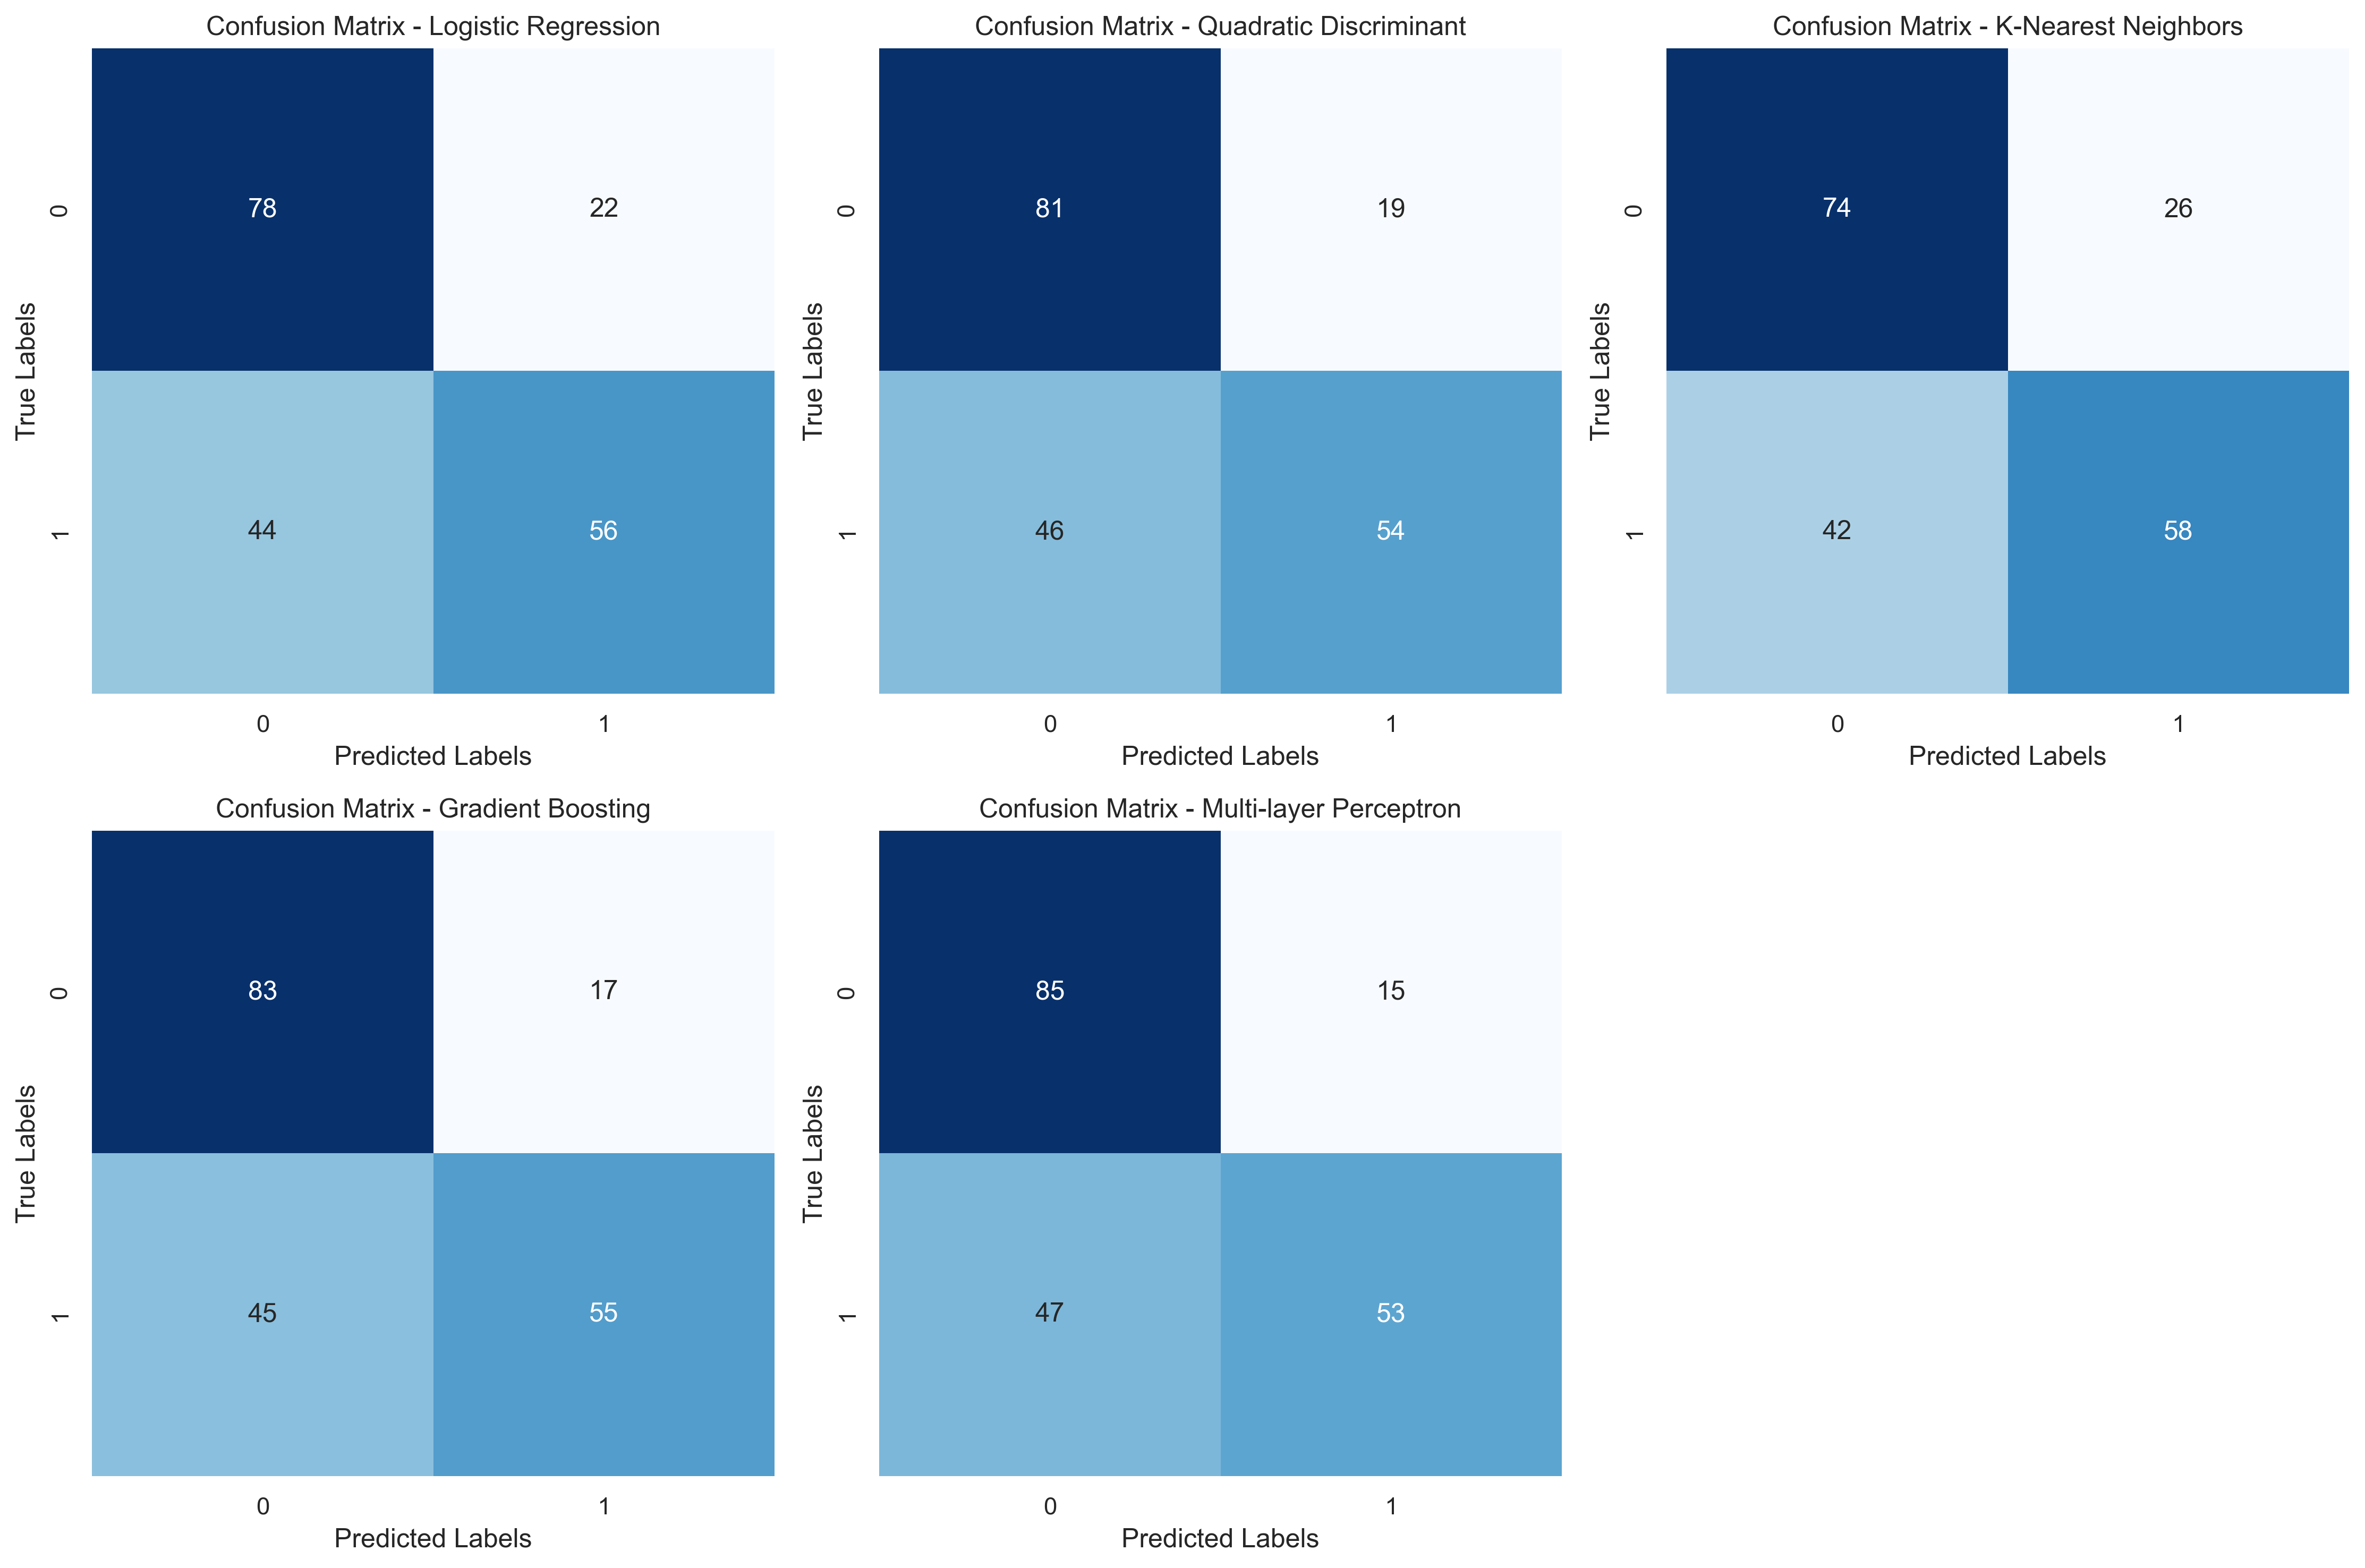 Confusion Matrix - Logistic Regression
0
78
22
True Labels
1
44
56
0 1
Predicted Labels
Confusion Matrix - Quadratic Discriminant
0
81
19
True Labels
1
46
54
0 1
Predicted Labels
Confusion Matrix - K-Nearest Neighbors
0
74
26
True Labels
1
42
58
0 1
Predicted Labels
Confusion Matrix - Gradient Boosting
0
83
17
True Labels
1
45
55
0 1
Predicted Labels
Confusion Matrix - Multi-layer Perceptron
0
85
15
True Labels
1
47
53
0 1
Predicted Labels